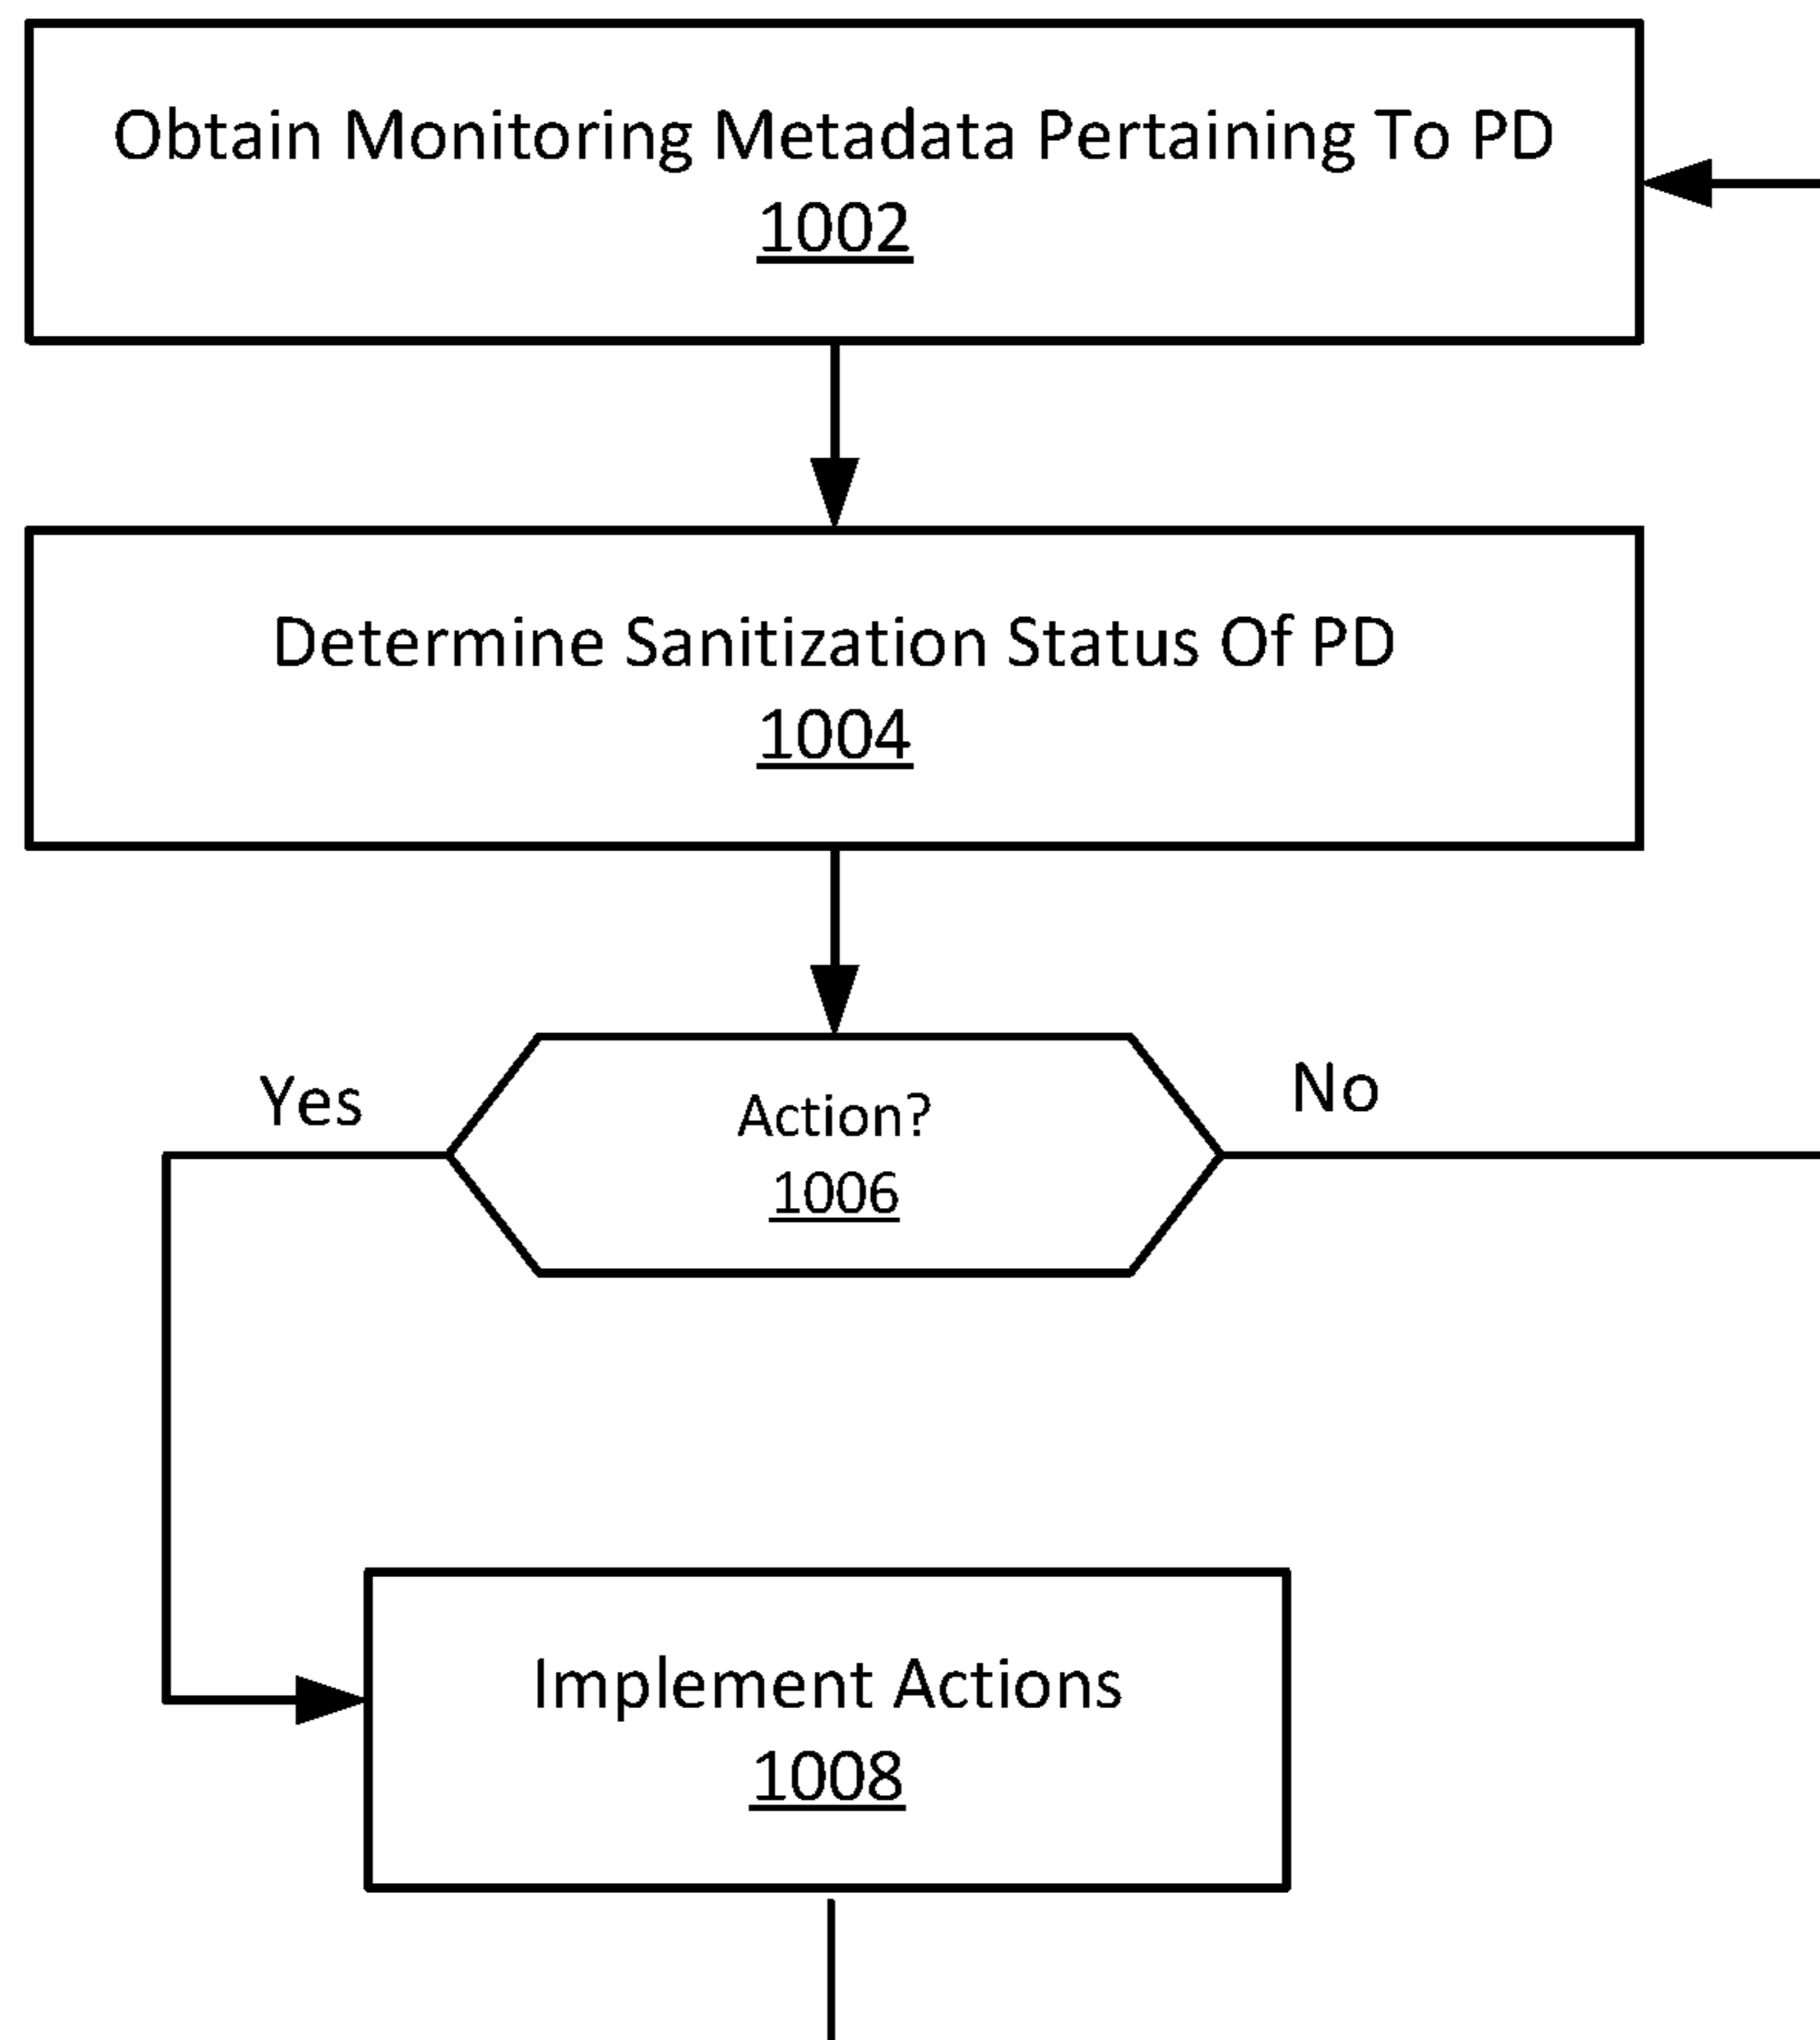 Obtain Monitoring Metadata Pertaining To PD
1002
Determine Sanitization Status Of PD
1004
Yes
Action?
No
1006
Implement Actions
1008